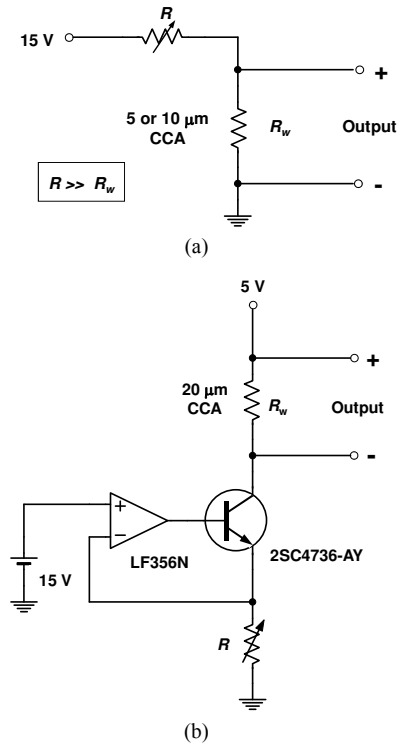 R
15 V
+
5 or 10 μm
CCA
R_w
Output
R >> R_w
-
(a)
5 V
+
20 μm
CCA
R_w
Output
-
+
−
LF356N
2SC4736-AY
15 V
R
(b)